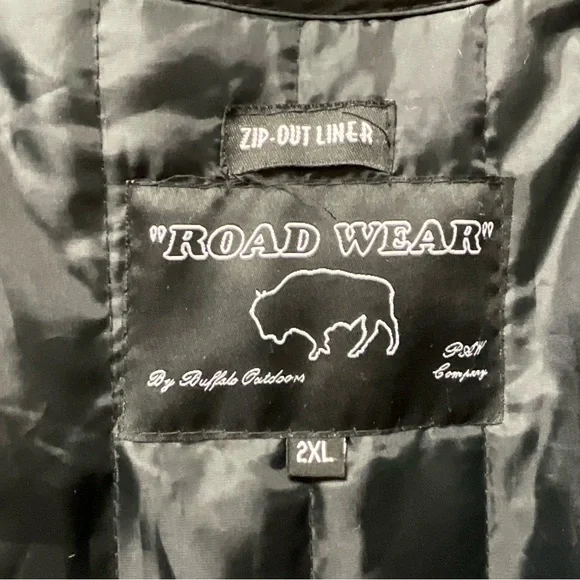 ZIP-OUT LINER
"ROAD WEAR"
By Buffalo Outdoors
P&W
Company
2XL